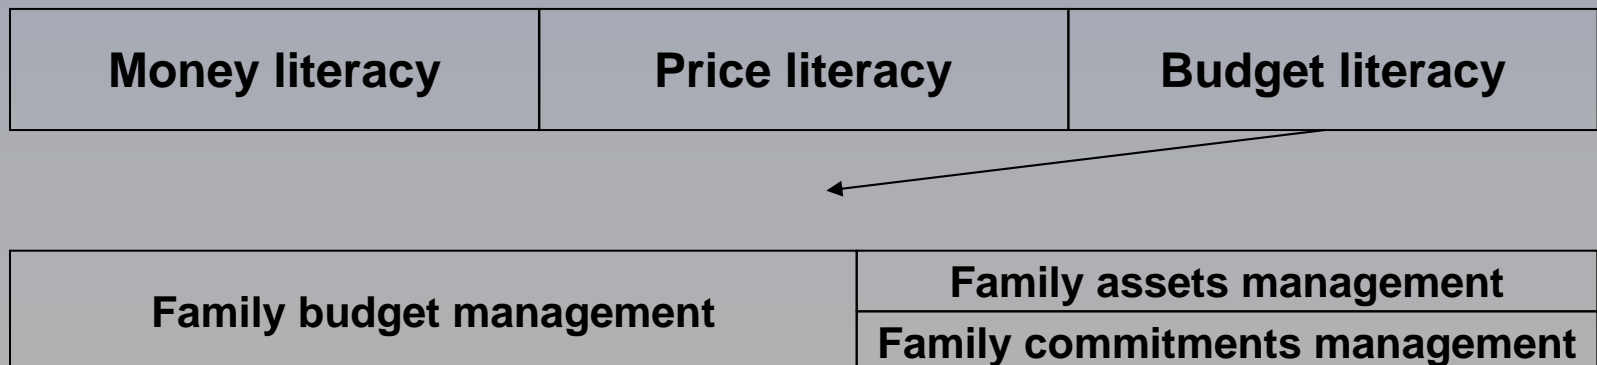 Money literacy
Price literacy
Budget literacy
Family budget management
Family assets management
Family commitments management